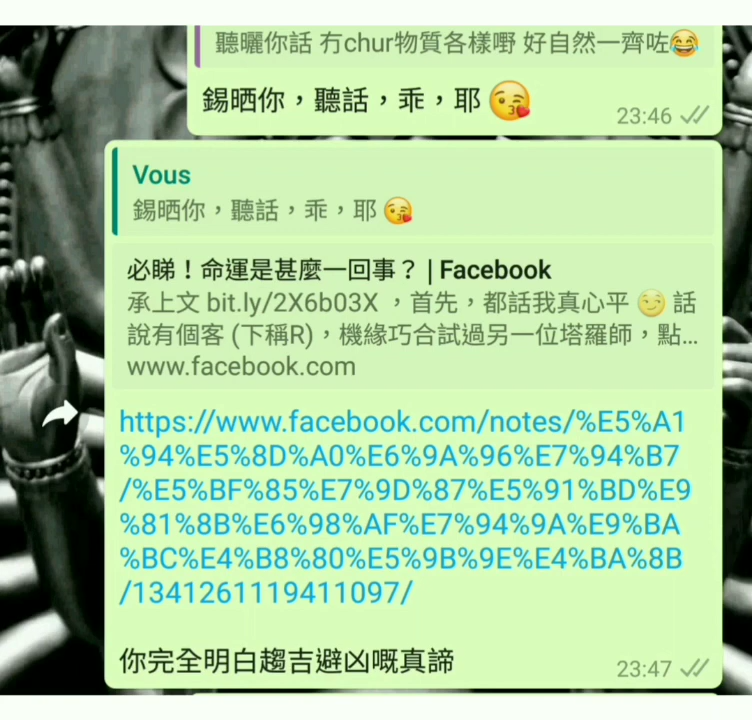 聽曬你話 冇chur物質各樣嘢 好自然一齊咗😂
錫晒你，聽話，乖，耶 😘
23:46
Vous
錫晒你，聽話，乖，耶 😘
必睇！命運是甚麼一回事？ | Facebook
承上文 bit.ly/2X6b03X ，首先，都話我真心平 😏 話
說有個客 (下稱R)，機緣巧合試過另一位塔羅師，點...
www.facebook.com
https://www.facebook.com/notes/%E5%A1
%94%E5%8D%A0%E6%9A%96%E7%94%B7
/%E5%BF%85%E7%9D%87%E5%91%BD%E9
%81%8B%E6%98%AF%E7%94%9A%E9%BA
%BC%E4%B8%80%E5%9B%9E%E4%BA%8B
/1341261119411097/
你完全明白趨吉避凶嘅真諦
23:47